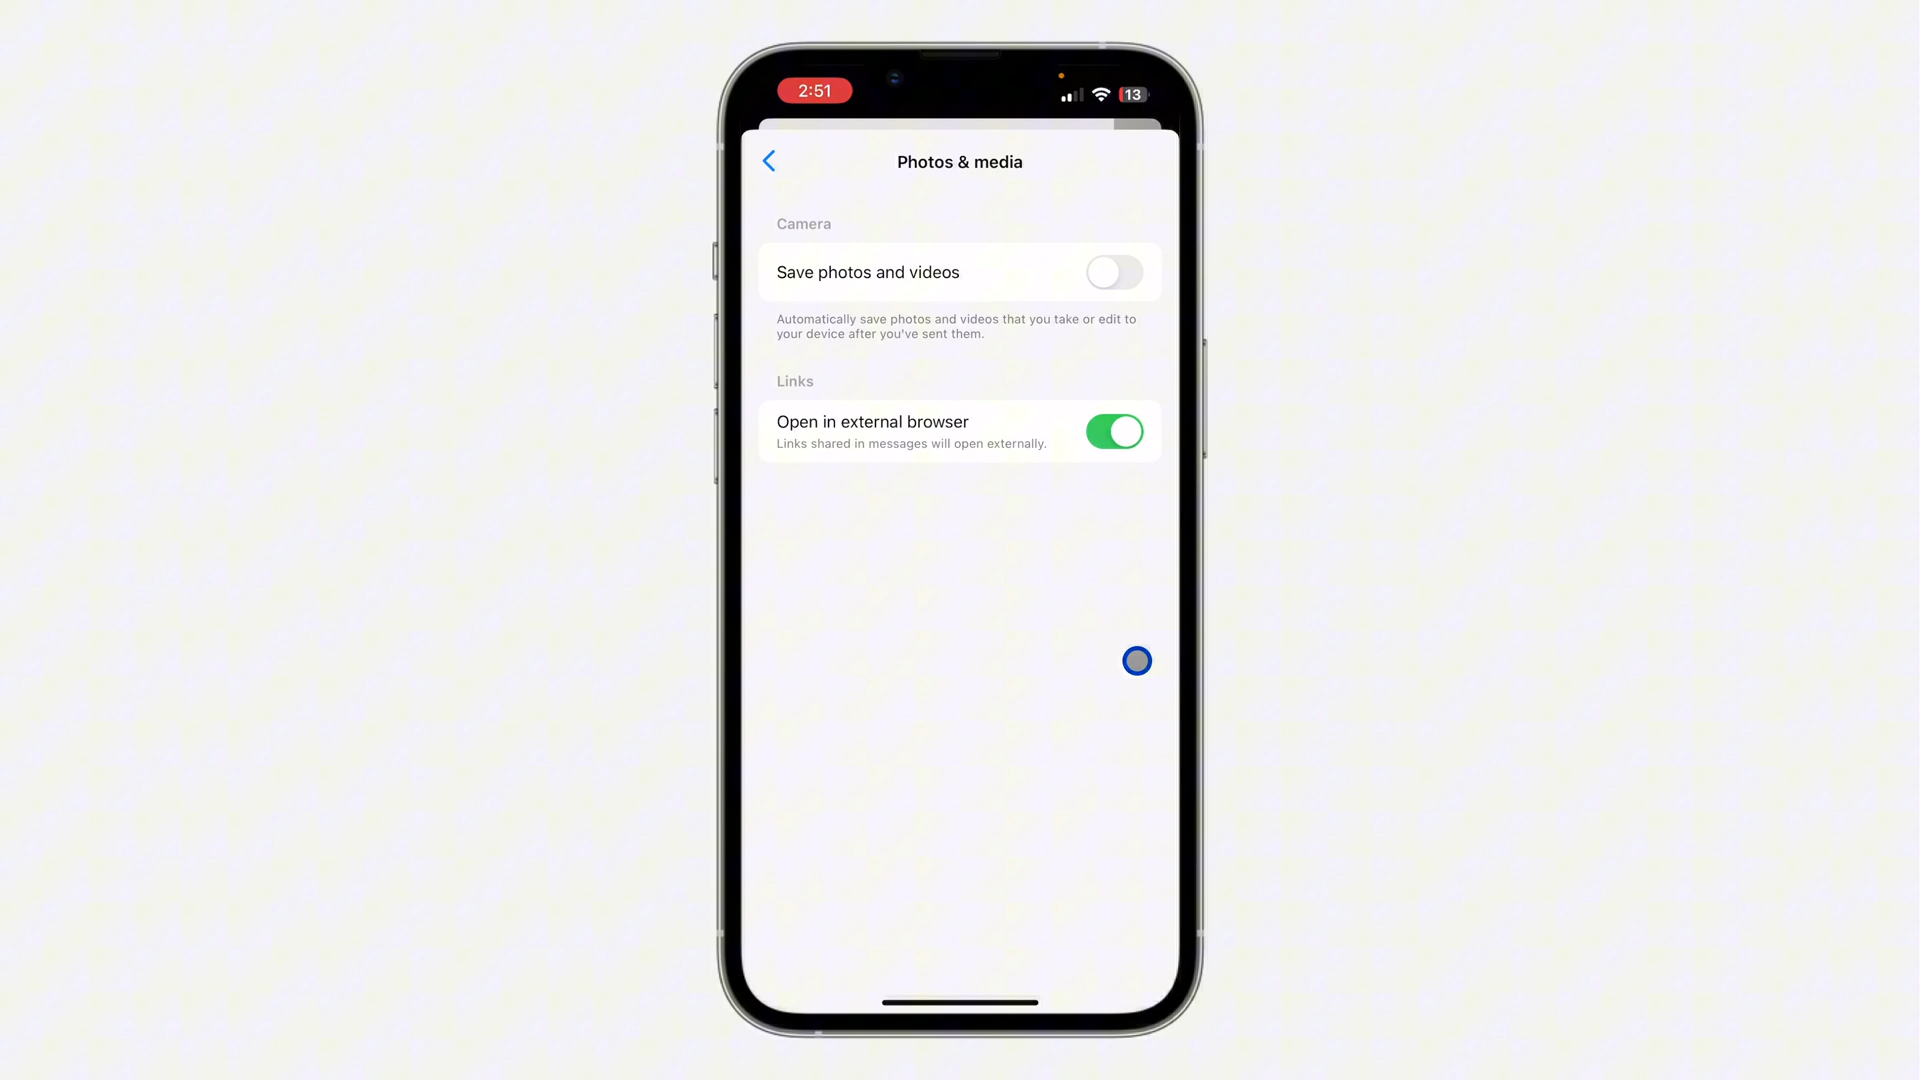 2:51
13
Photos & media
Camera
Save photos and videos
Automatically save photos and videos that you take or edit to
your device after you've sent them.
Links
Open in external browser
Links shared in messages will open externally.